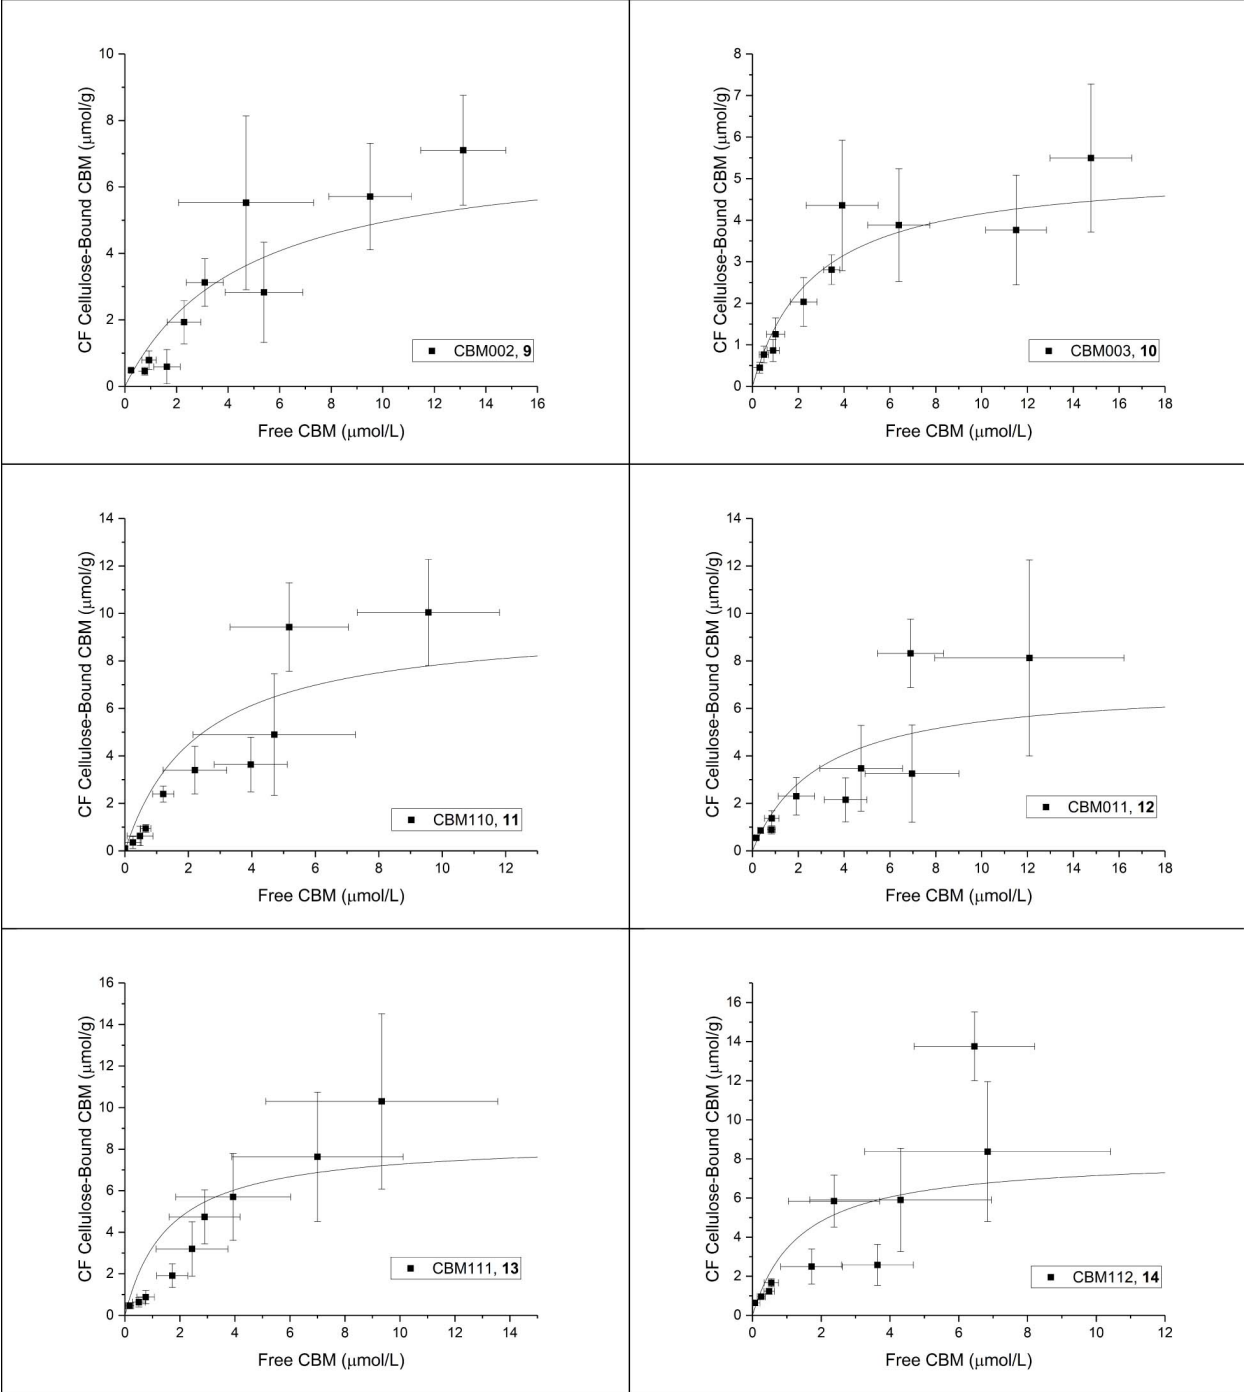 10
8
6
4
2
0
0 2 4 6 8 10 12 14 16
CF Cellulose-Bound CBM (μmol/g)
Free CBM (μmol/L)
CBM002, 9
8
7
6
5
4
3
2
1
0
0 2 4 6 8 10 12 14 16 18
CF Cellulose-Bound CBM (μmol/g)
Free CBM (μmol/L)
CBM003, 10
14
12
10
8
6
4
2
0
0 2 4 6 8 10 12
CF Cellulose-Bound CBM (μmol/g)
Free CBM (μmol/L)
CBM110, 11
14
12
10
8
6
4
2
0
0 2 4 6 8 10 12 14 16 18
CF Cellulose-Bound CBM (μmol/g)
Free CBM (μmol/L)
CBM011, 12
16
14
12
10
8
6
4
2
0
0 2 4 6 8 10 12 14
CF Cellulose-Bound CBM (μmol/g)
Free CBM (μmol/L)
CBM111, 13
16
14
12
10
8
6
4
2
0
0 2 4 6 8 10 12
CF Cellulose-Bound CBM (μmol/g)
Free CBM (μmol/L)
CBM112, 14